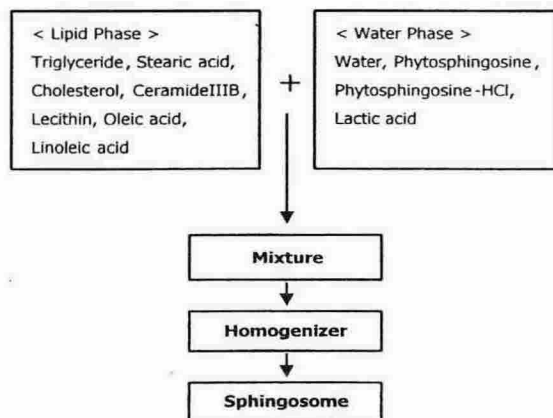 < Lipid Phase >
Triglyceride, Stearic acid,
Cholesterol, CeramideIIIB,
Lecithin, Oleic acid,
Linoleic acid
+
< Water Phase >
Water, Phytosphingosine,
Phytosphingosine-HCl,
Lactic acid
Mixture
Homogenizer
Sphingosome